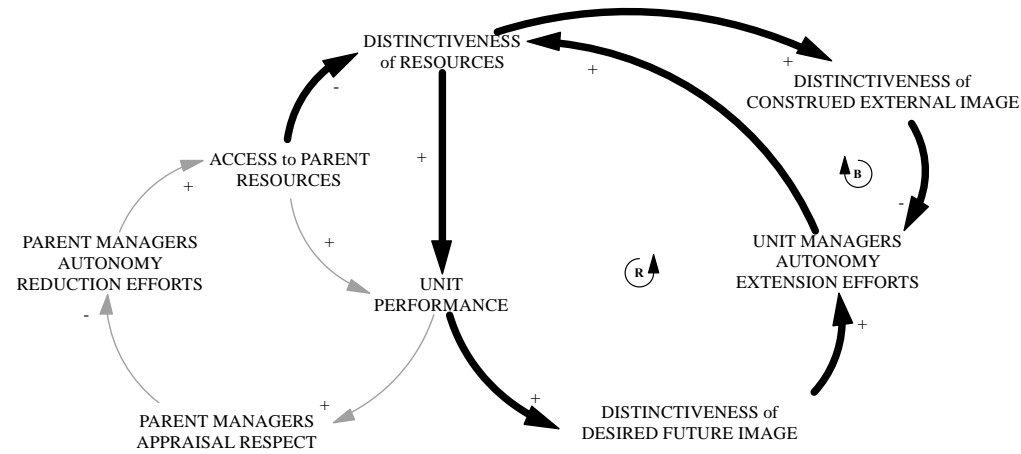 DISTINCTIVENESS
of RESOURCES
+
DISTINCTIVENESS of
CONSTRUED EXTERNAL IMAGE
+
-
ACCESS to PARENT
RESOURCES
+
B
+
-
+
PARENT MANAGERS
AUTONOMY
REDUCTION EFFORTS
UNIT MANAGERS
AUTONOMY
EXTENSION EFFORTS
R
UNIT
PERFORMANCE
-
+
+
+
PARENT MANAGERS
APPRAISAL RESPECT
DISTINCTIVENESS of
DESIRED FUTURE IMAGE